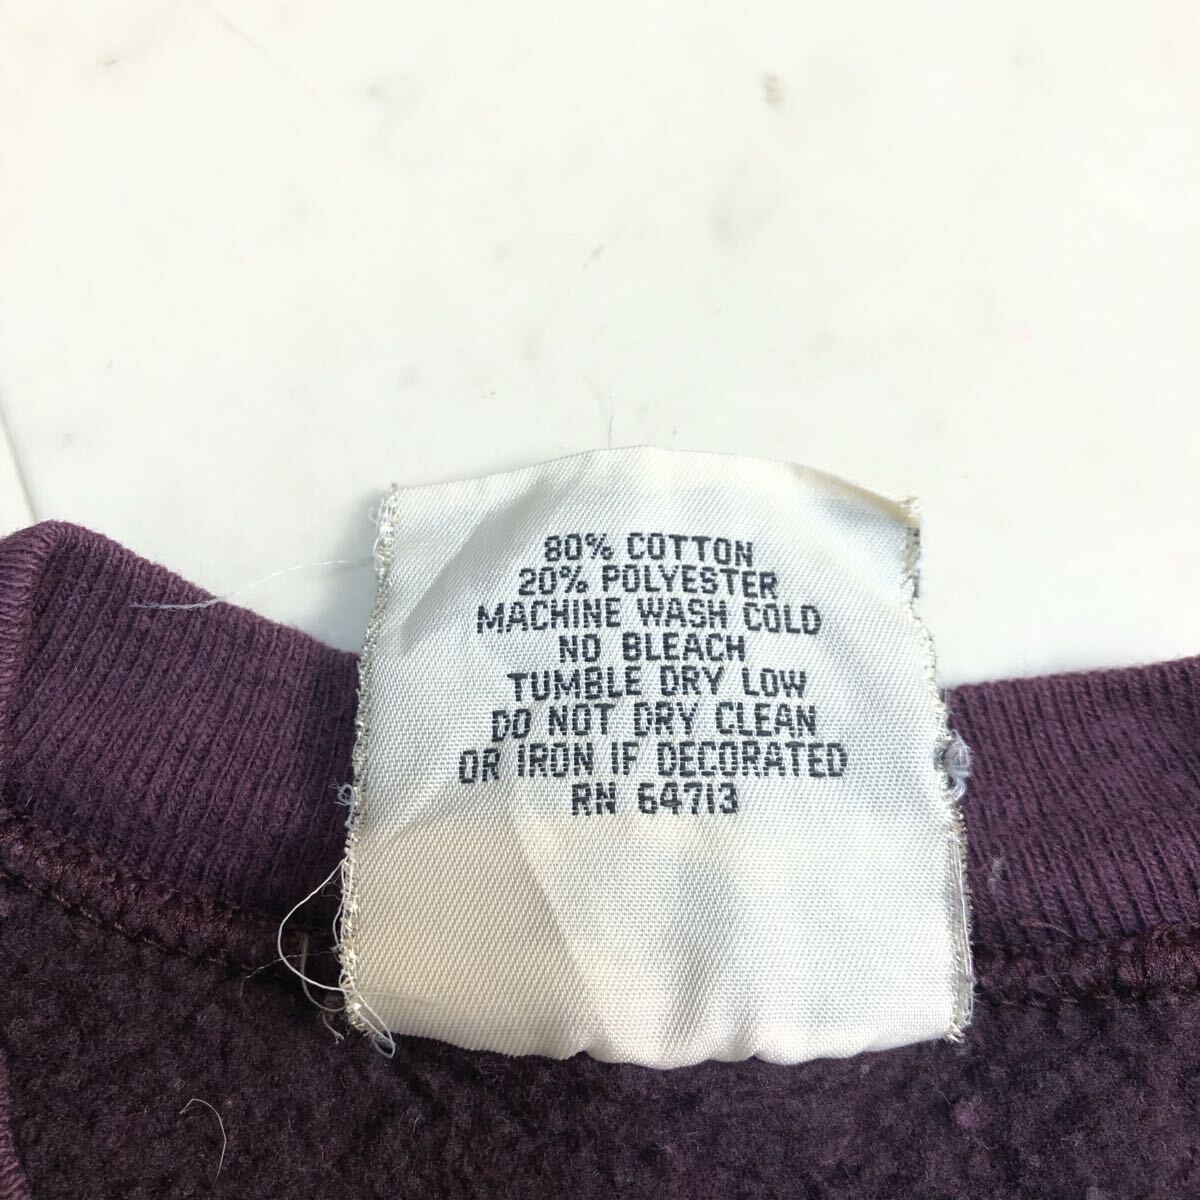 80% COTTON
20% POLYESTER
MACHINE WASH COLD
NO BLEACH
TUMBLE DRY LOW
DO NOT DRY CLEAN
OR IRON IF DECORATED
RN 64713